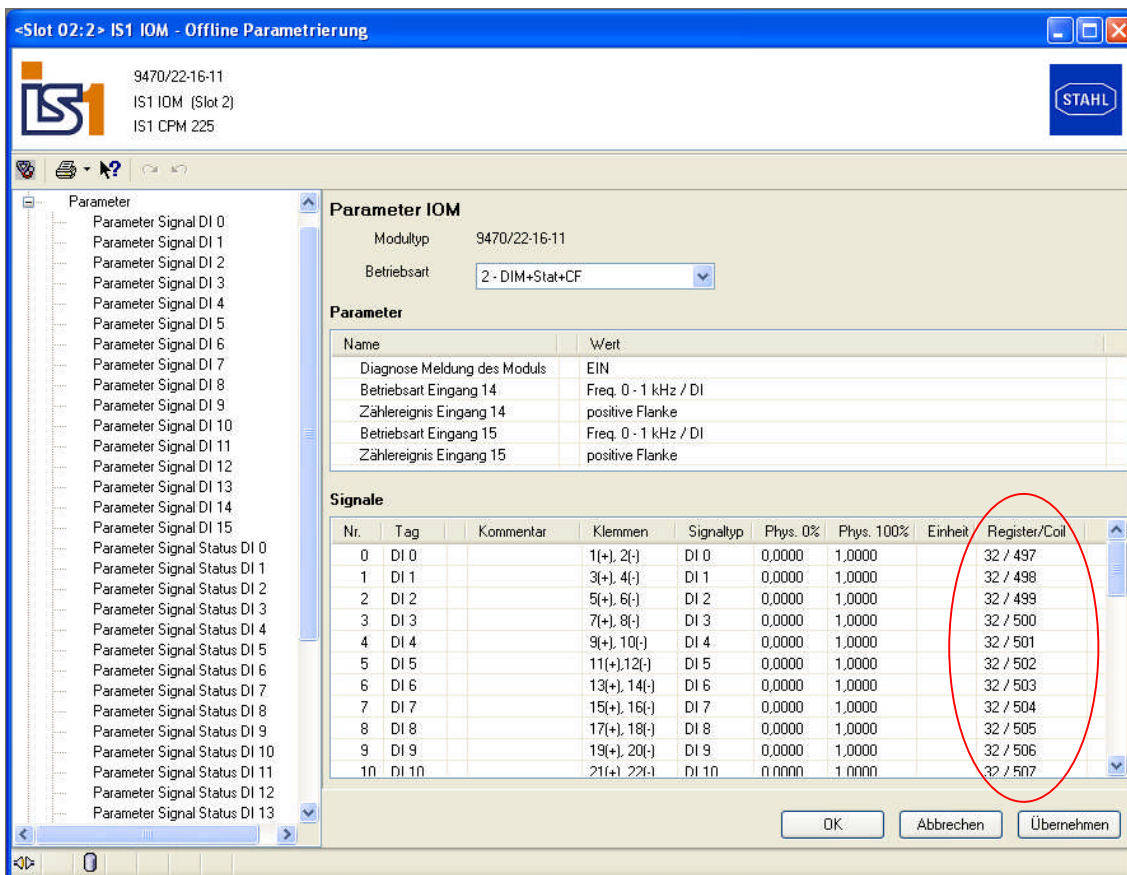 <Slot 02:2> IS1 IOM - Offline Parametrierung
IS1
9470/22-16-11
IS1 IOM (Slot 2)
IS1 CPM 225
STAHL
Parameter
Parameter Signal DI 0
Parameter Signal DI 1
Parameter Signal DI 2
Parameter Signal DI 3
Parameter Signal DI 4
Parameter Signal DI 5
Parameter Signal DI 6
Parameter Signal DI 7
Parameter Signal DI 8
Parameter Signal DI 9
Parameter Signal DI 10
Parameter Signal DI 11
Parameter Signal DI 12
Parameter Signal DI 13
Parameter Signal DI 14
Parameter Signal DI 15
Parameter Signal Status DI 0
Parameter Signal Status DI 1
Parameter Signal Status DI 2
Parameter Signal Status DI 3
Parameter Signal Status DI 4
Parameter Signal Status DI 5
Parameter Signal Status DI 6
Parameter Signal Status DI 7
Parameter Signal Status DI 8
Parameter Signal Status DI 9
Parameter Signal Status DI 10
Parameter Signal Status DI 11
Parameter Signal Status DI 12
Parameter Signal Status DI 13
Parameter IOM
Modultyp 9470/22-16-11
Betriebsart 2 - DIM+Stat+CF
Parameter
Name Wert
Diagnose Meldung des Moduls EIN
Betriebsart Eingang 14 Freq. 0 - 1 kHz / DI
Zählereignis Eingang 14 positive Flanke
Betriebsart Eingang 15 Freq. 0 - 1 kHz / DI
Zählereignis Eingang 15 positive Flanke
Signale
Nr. Tag Kommentar Klemmen Signaltyp Phys. 0% Phys. 100% Einheit Register/Coil
0 DI 0 1(+), 2(-) DI 0 0,0000 1,0000 32 / 497
1 DI 1 3(+), 4(-) DI 1 0,0000 1,0000 32 / 498
2 DI 2 5(+), 6(-) DI 2 0,0000 1,0000 32 / 499
3 DI 3 7(+), 8(-) DI 3 0,0000 1,0000 32 / 500
4 DI 4 9(+), 10(-) DI 4 0,0000 1,0000 32 / 501
5 DI 5 11(+),12(-) DI 5 0,0000 1,0000 32 / 502
6 DI 6 13(+), 14(-) DI 6 0,0000 1,0000 32 / 503
7 DI 7 15(+), 16(-) DI 7 0,0000 1,0000 32 / 504
8 DI 8 17(+), 18(-) DI 8 0,0000 1,0000 32 / 505
9 DI 9 19(+), 20(-) DI 9 0,0000 1,0000 32 / 506
10 DI 10 21(+), 22(-) DI 10 0,0000 1,0000 32 / 507
OK Abbrechen Übernehmen